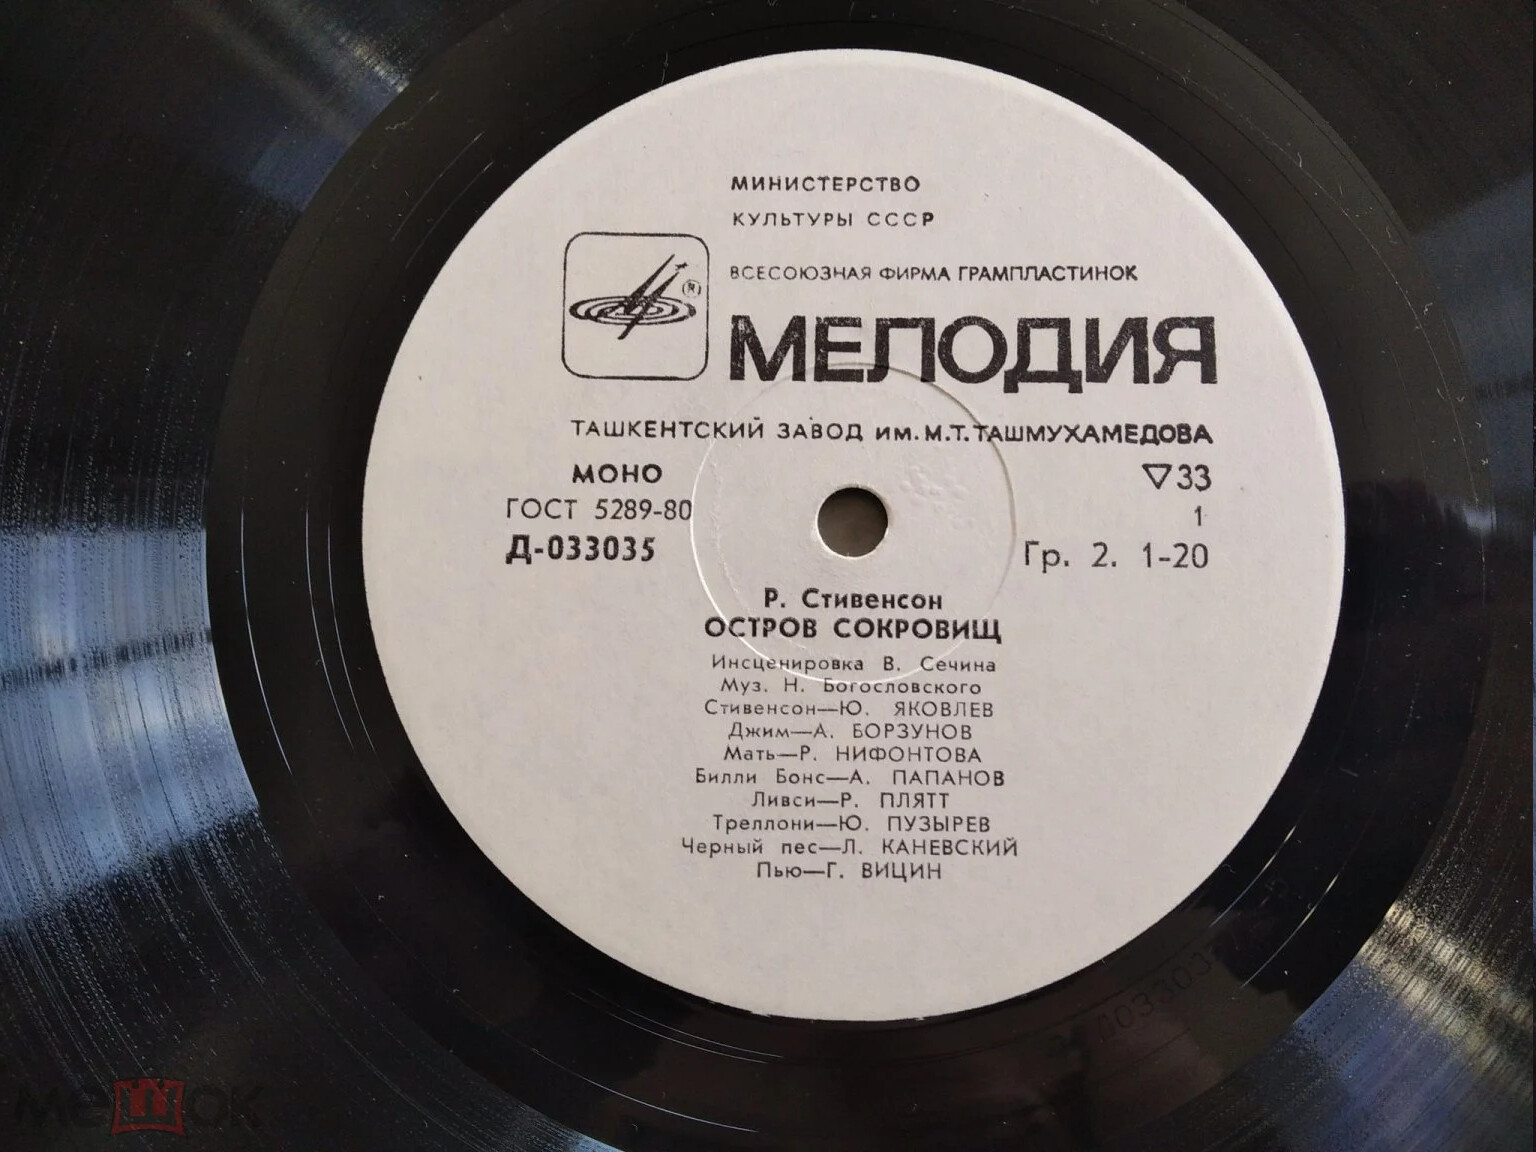 МИНИСТЕРСТВО
КУЛЬТУРЫ СССР
ВСЕСОЮЗНАЯ ФИРМА ГРАМПЛАСТИНОК
®
МЕЛОДИЯ
ТАШКЕНТСКИЙ ЗАВОД им. М.Т. ТАШМУХАМЕДОВА
МОНО
▽33
ГОСТ 5289-80
1
Д-033035
Гр. 2. 1-20
Р. Стивенсон
ОСТРОВ СОКРОВИЩ
Инсценировка В. Сечина
Муз. Н. Богословского
Стивенсон—Ю. ЯКОВЛЕВ
Джим—А. БОРЗУНОВ
Мать—Р. НИФОНТОВА
Билли Бонс—А. ПАПАНОВ
Ливси—Р. ПЛЯТТ
Треллони—Ю. ПУЗЫРЕВ
Черный пес—Л. КАНЕВСКИЙ
Пью—Г. ВИЦИН
мешок